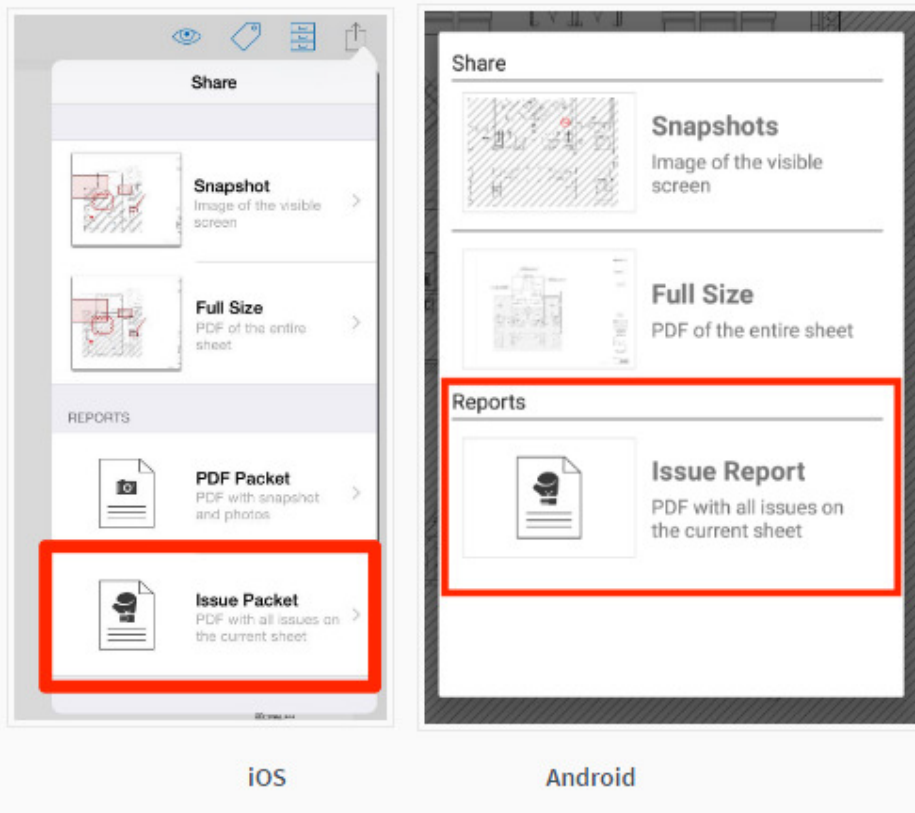 Share
Snapshot
Image of the visible
screen
Full Size
PDF of the entire
sheet
REPORTS
PDF Packet
PDF with snapshot
and photos
Issue Packet
PDF with all issues on
the current sheet
iOS
Share
Snapshots
Image of the visible
screen
Full Size
PDF of the entire sheet
Reports
Issue Report
PDF with all issues on
the current sheet
Android